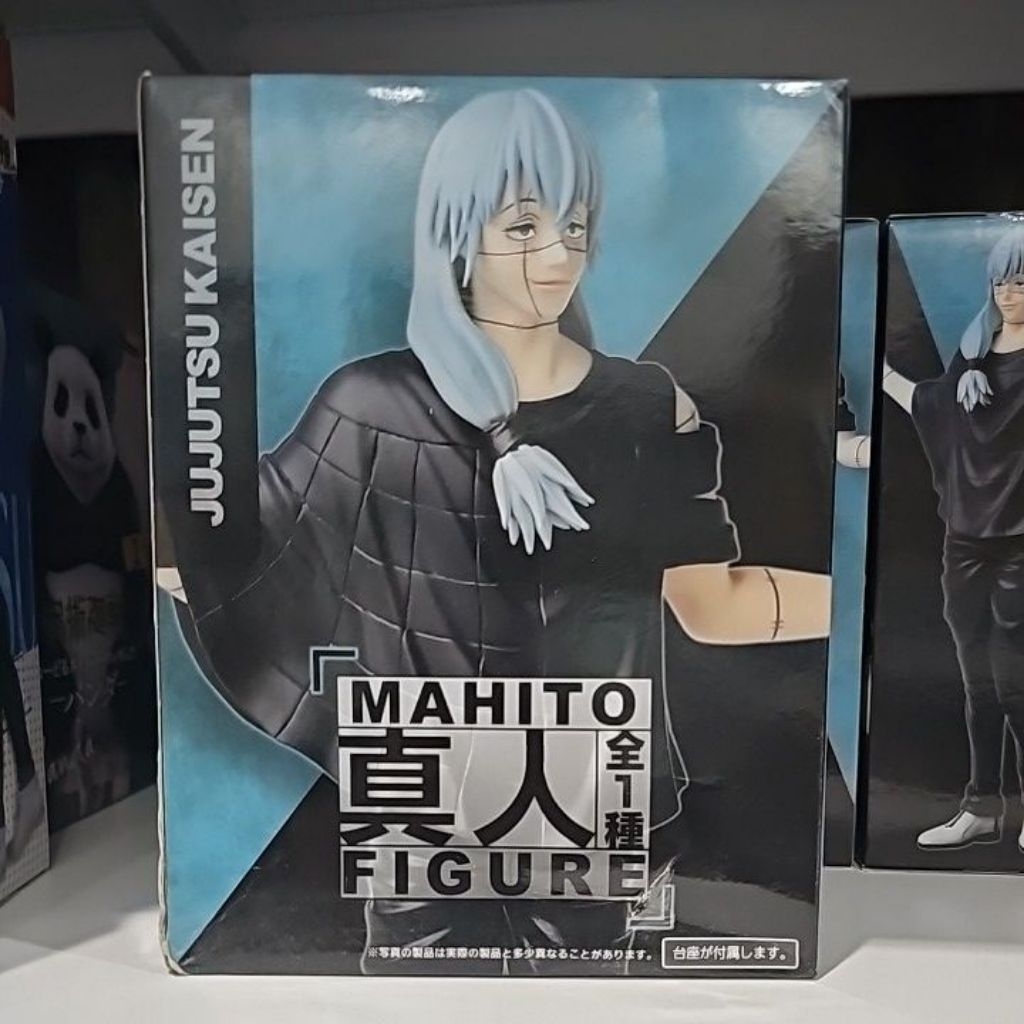 JUJUTSU KAISEN
『MAHITO
真人
全1種
FIGURE』
※写真の製品は実際の製品と多少異なることがあります。
台座が付属します。